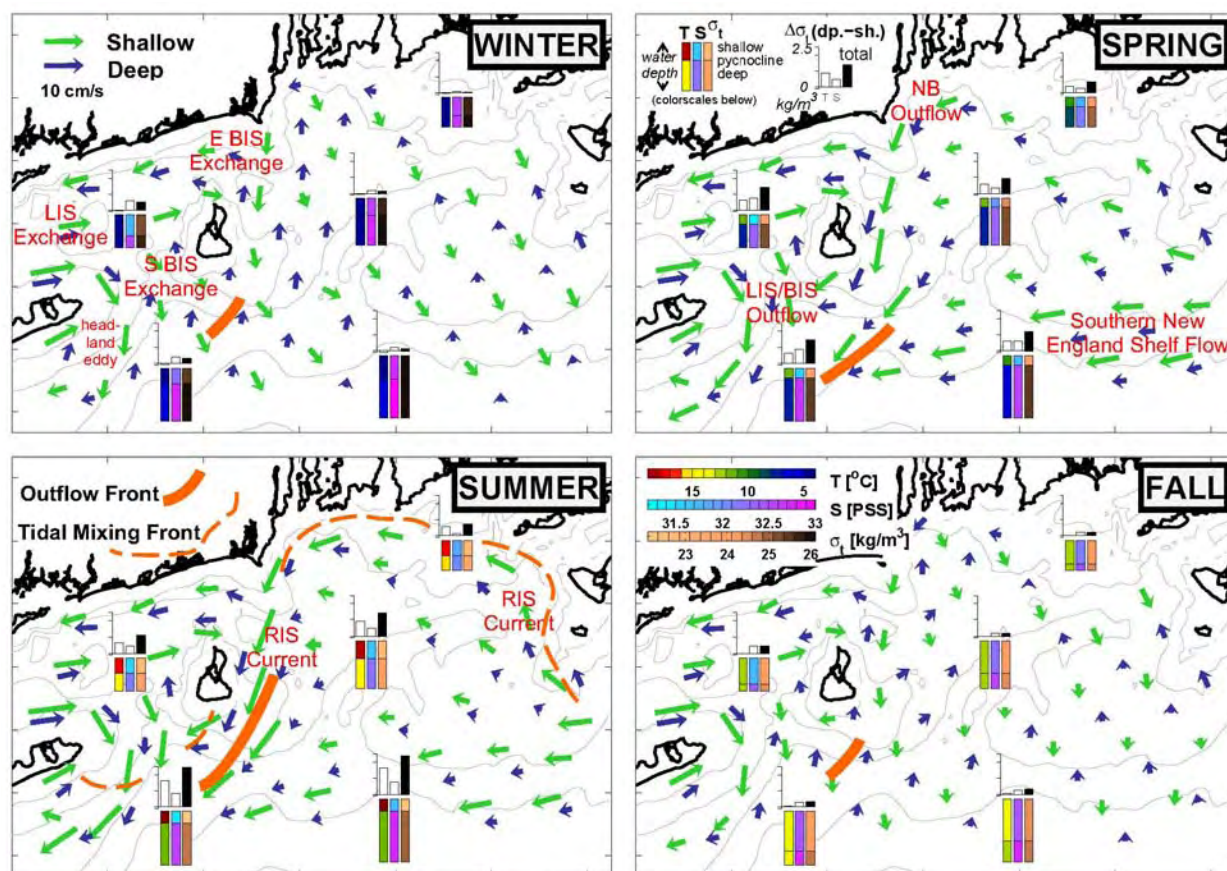 WINTER
Shallow
Deep
10 cm/s
E BIS
Exchange
LIS
Exchange
S BIS
Exchange
head-
land
eddy
SPRING
T S σt
water
depth
shallow
pycnocline
deep
(colorscales below)
Δσt (dp.-sh.)
2.5
0
total
T S
kg/m3
NB
Outflow
LIS/BIS
Outflow
Southern New
England Shelf Flow
SUMMER
Outflow Front
Tidal Mixing Front
RIS
Current
RIS
Current
FALL
15 10 5
T [oC]
31.5 32 32.5 33
S [PSS]
23 24 25 26
σt [kg/m3]